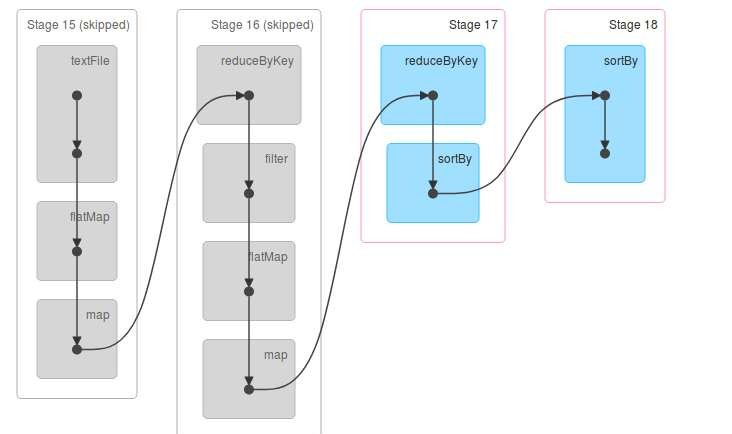 Stage 15 (skipped)
textFile
flatMap
map
Stage 16 (skipped)
reduceByKey
filter
flatMap
map
Stage 17
reduceByKey
sortBy
Stage 18
sortBy